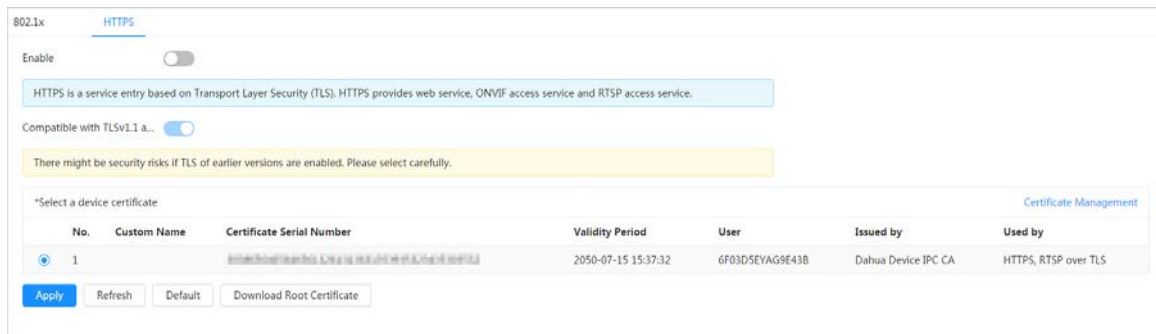 802.1x HTTPS
Enable
HTTPS is a service entry based on Transport Layer Security (TLS). HTTPS provides web service, ONVIF access service and RTSP access service.
Compatible with TLSv1.1 a...
There might be security risks if TLS of earlier versions are enabled. Please select carefully.
*Select a device certificate Certificate Management
No. Custom Name Certificate Serial Number Validity Period User Issued by Used by
1 2050-07-15 15:37:32 6F03D5EYAG9E43B Dahua Device IPC CA HTTPS, RTSP over TLS
Apply Refresh Default Download Root Certificate